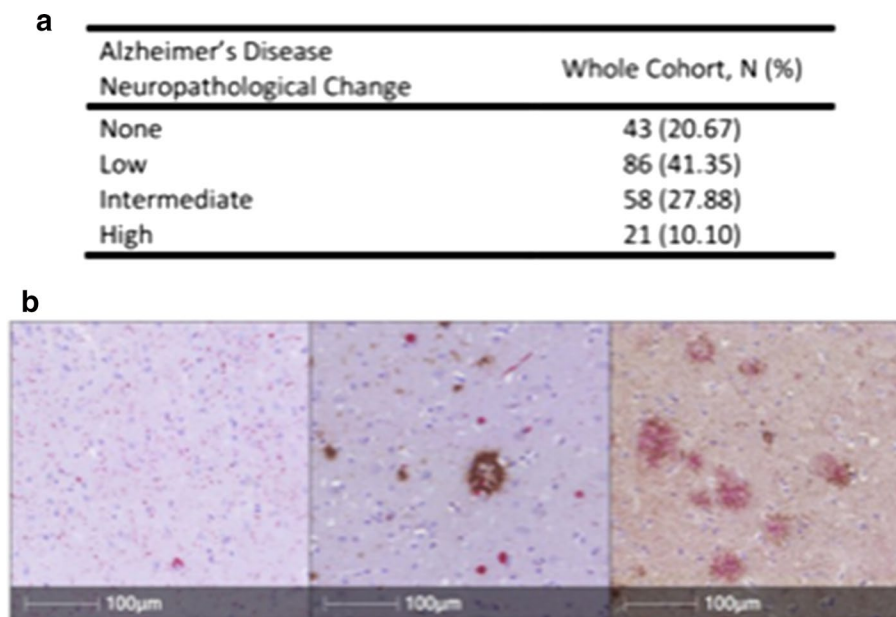 a
Alzheimer's Disease
Neuropathological Change
Whole Cohort, N (%)
None 43 (20.67)
Low 86 (41.35)
Intermediate 58 (27.88)
High 21 (10.10)
b
100µm 100µm 100µm